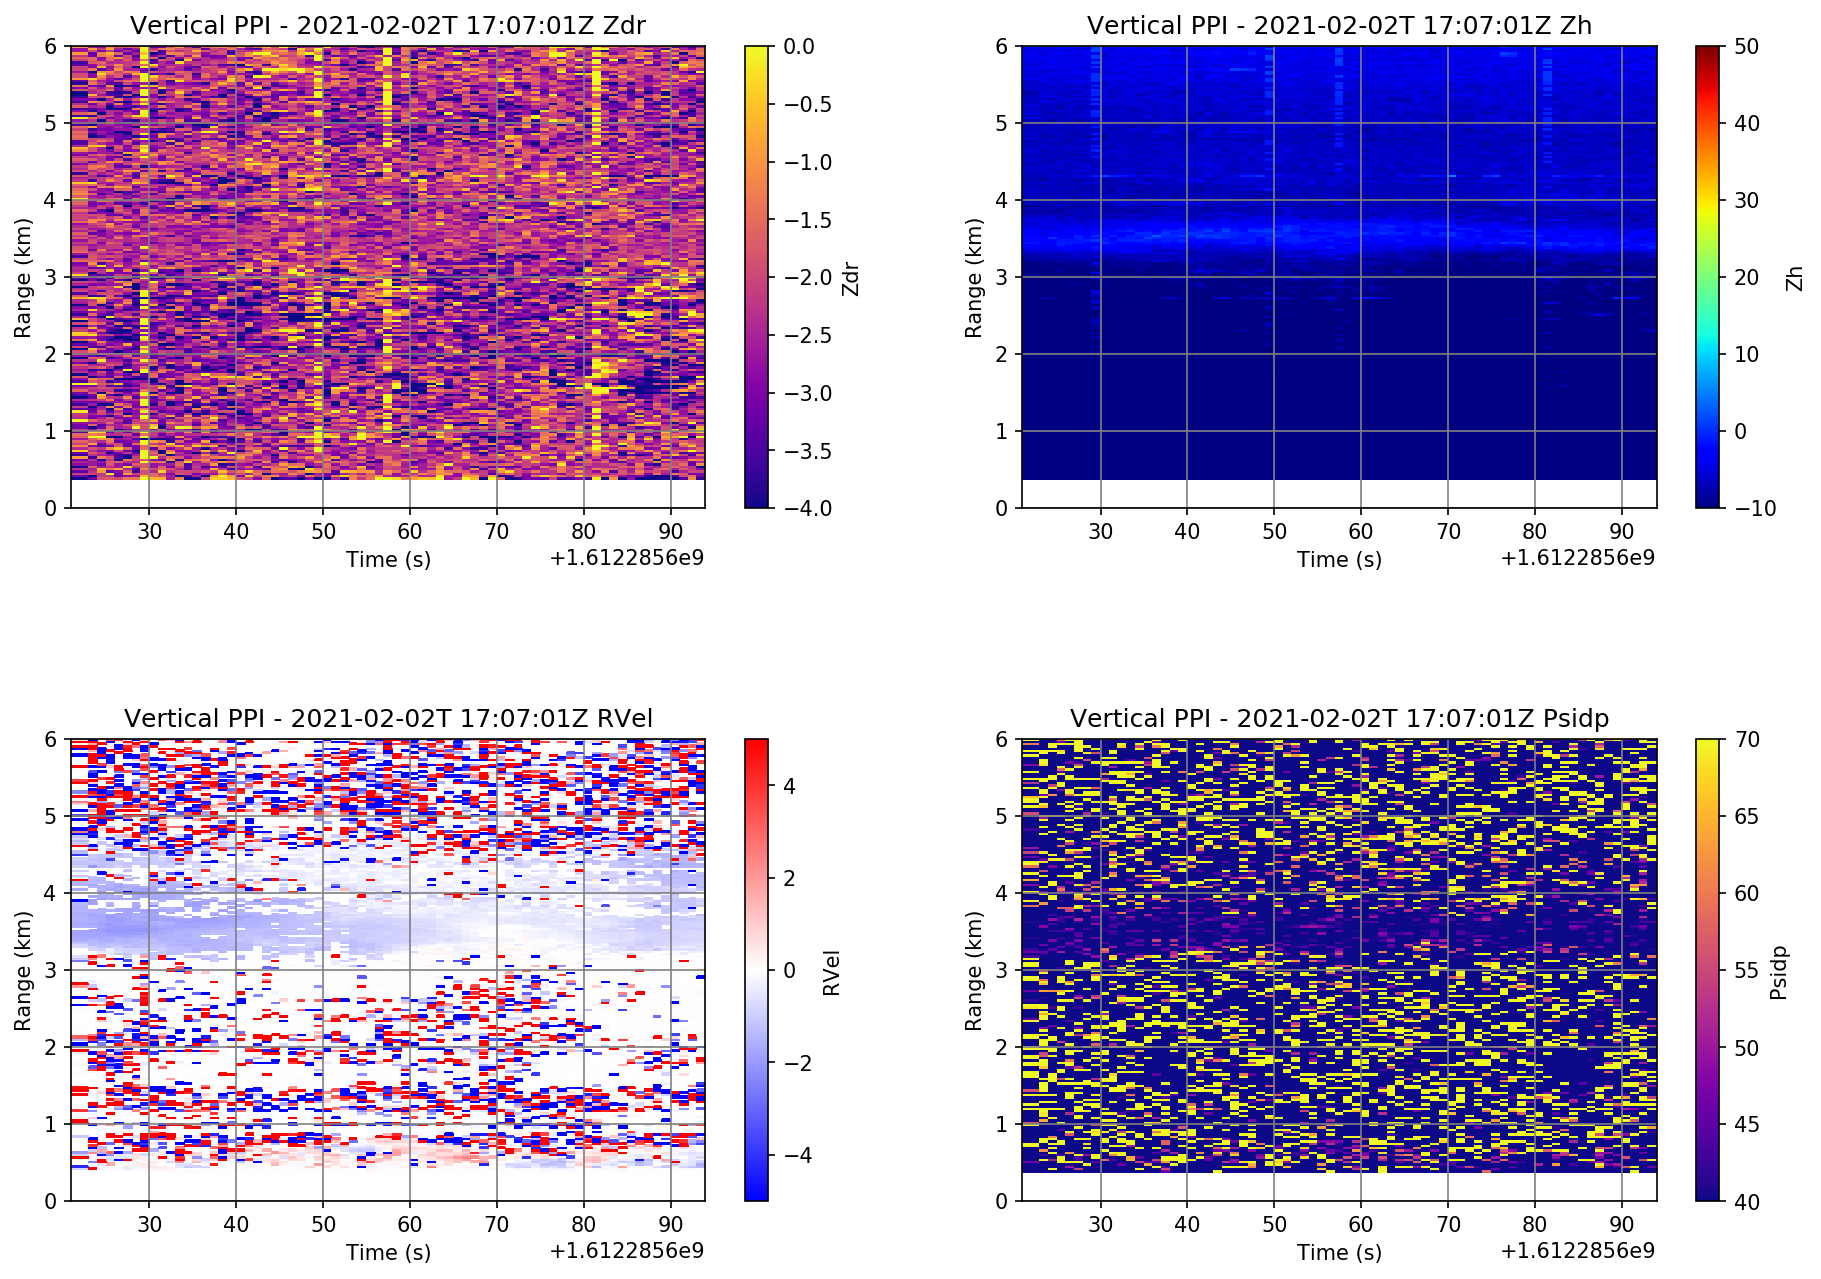 Vertical PPI - 2021-02-02T 17:07:01Z Zdr
6
5
4
3
2
1
0
Range (km)
30 40 50 60 70 80 90
Time (s)
+1.6122856e9
0.0
−0.5
−1.0
−1.5
−2.0
−2.5
−3.0
−3.5
−4.0
Zdr
Vertical PPI - 2021-02-02T 17:07:01Z Zh
6
5
4
3
2
1
0
Range (km)
30 40 50 60 70 80 90
Time (s)
+1.6122856e9
50
40
30
20
10
0
−10
Zh
Vertical PPI - 2021-02-02T 17:07:01Z RVel
6
5
4
3
2
1
0
Range (km)
30 40 50 60 70 80 90
Time (s)
+1.6122856e9
4
2
0
−2
−4
RVel
Vertical PPI - 2021-02-02T 17:07:01Z Psidp
6
5
4
3
2
1
0
Range (km)
30 40 50 60 70 80 90
Time (s)
+1.6122856e9
70
65
60
55
50
45
40
Psidp